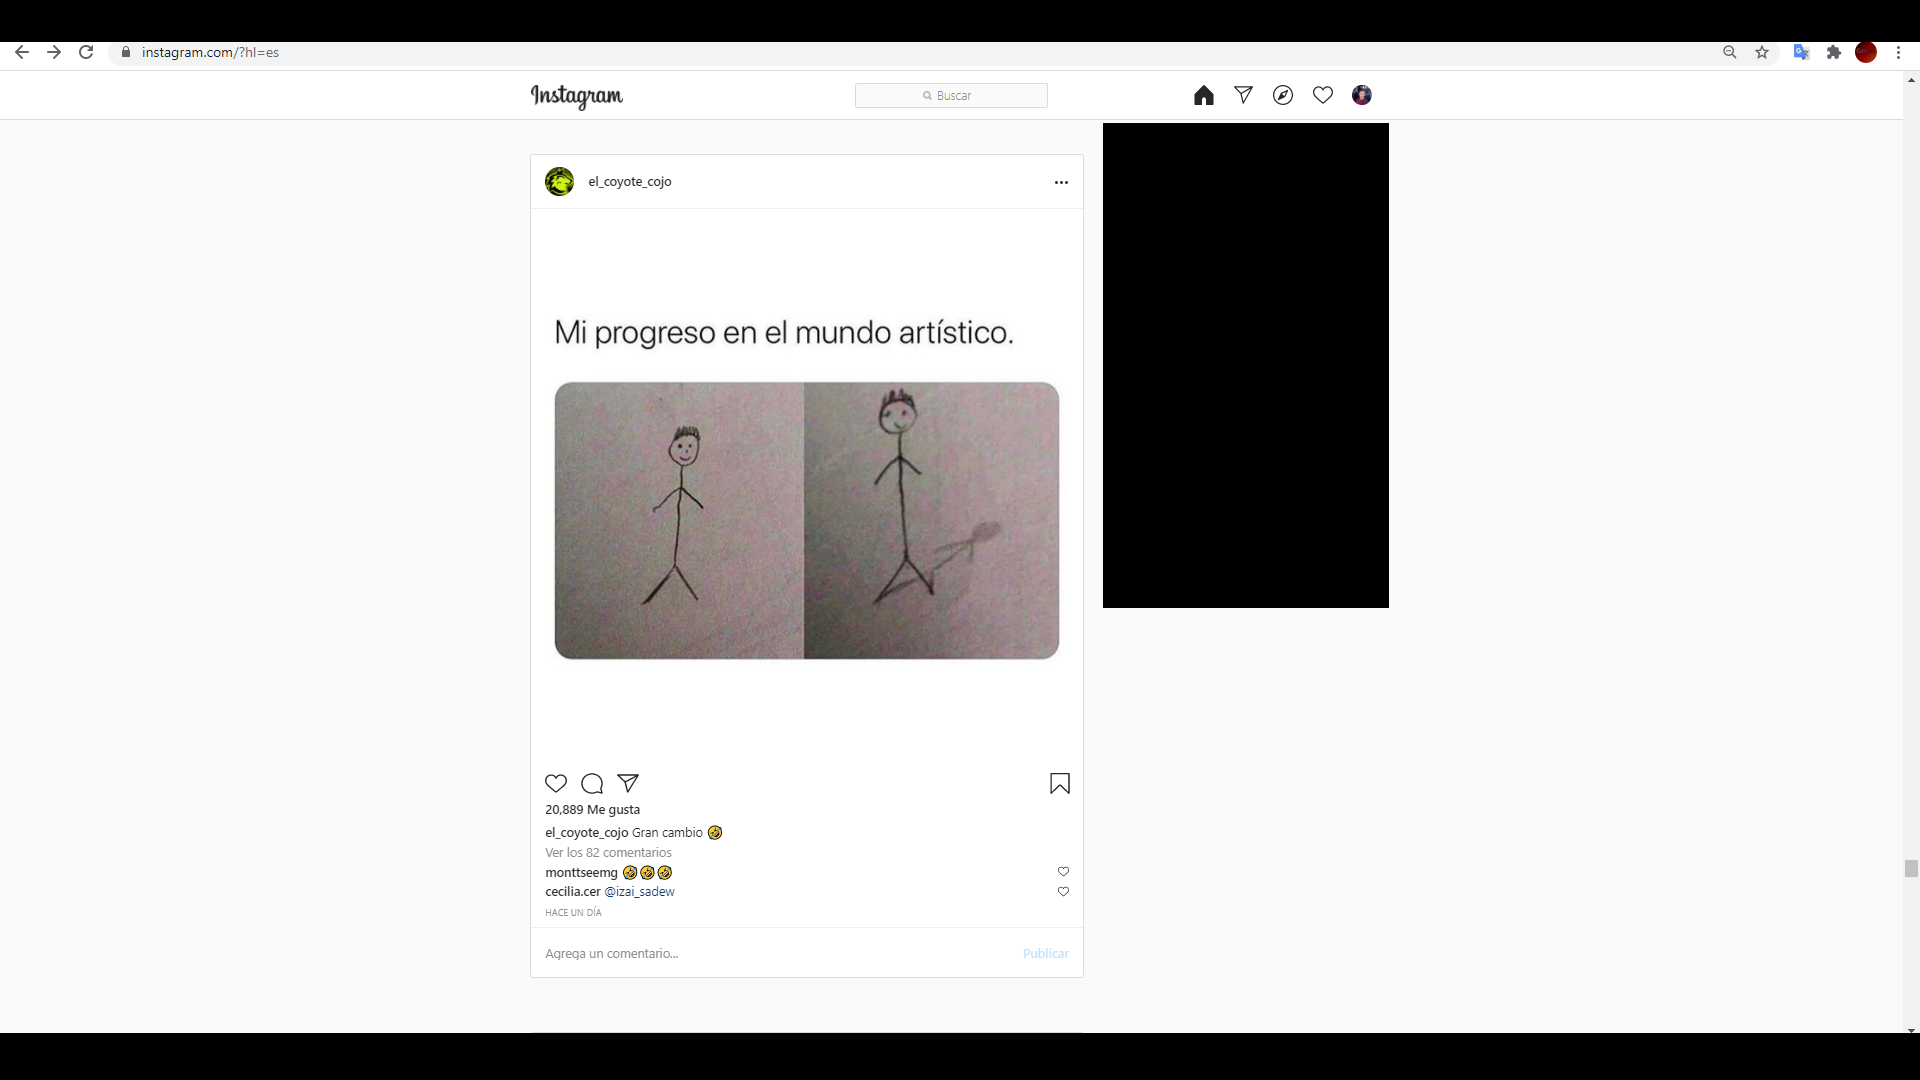 instagram.com/?hl=es
Instagram
Buscar
el_coyote_cojo
Mi progreso en el mundo artístico.
20,889 Me gusta
el_coyote_cojo Gran cambio 🤣
Ver los 82 comentarios
monttseemg 🤣🤣🤣
cecilia.cer @izai_sadew
HACE UN DÍA
Agrega un comentario...
Publicar